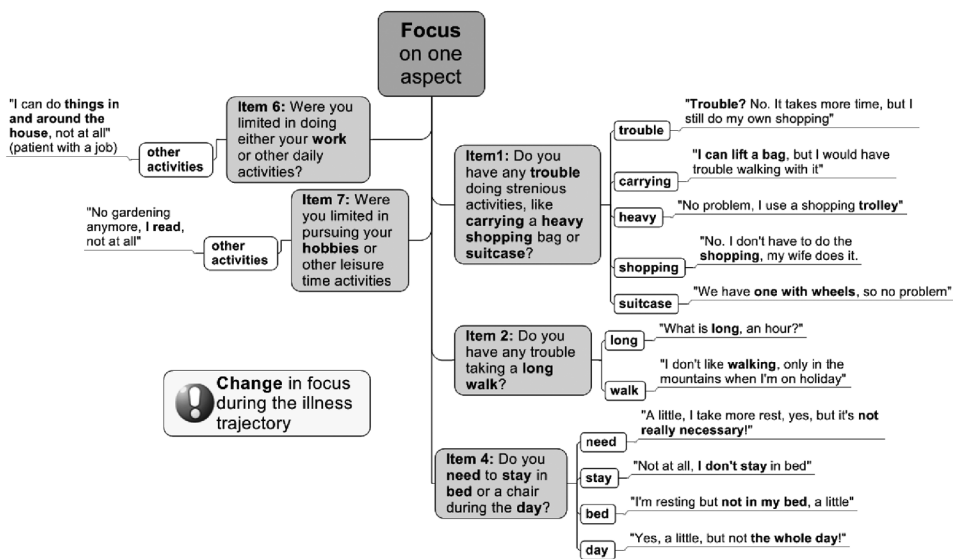 Focus
on one
aspect
"I can do things in
and around the
house, not at all"
(patient with a job)
other
activities
Item 6: Were you
limited in doing
either your work
or other daily
activities?
"No gardening
anymore, I read,
not at all"
other
activities
Item 7: Were
you limited in
pursuing your
hobbies or
other leisure
time activities
Change in focus
during the illness
trajectory
Item1: Do you
have any trouble
doing strenious
activities, like
carrying a heavy
shopping bag or
suitcase?
trouble
"Trouble? No. It takes more time, but I
still do my own shopping"
carrying
"I can lift a bag, but I would have
trouble walking with it"
heavy
"No problem, I use a shopping trolley"
shopping
"No. I don't have to do the
shopping, my wife does it.
suitcase
"We have one with wheels, so no problem"
Item 2: Do you
have any trouble
taking a long
walk?
long
"What is long, an hour?"
walk
"I don't like walking, only in the
mountains when I'm on holiday"
Item 4: Do you
need to stay in
bed or a chair
during the day?
need
"A little, I take more rest, yes, but it's not
really necessary!"
stay
"Not at all, I don't stay in bed"
bed
"I'm resting but not in my bed, a little"
day
"Yes, a little, but not the whole day!"